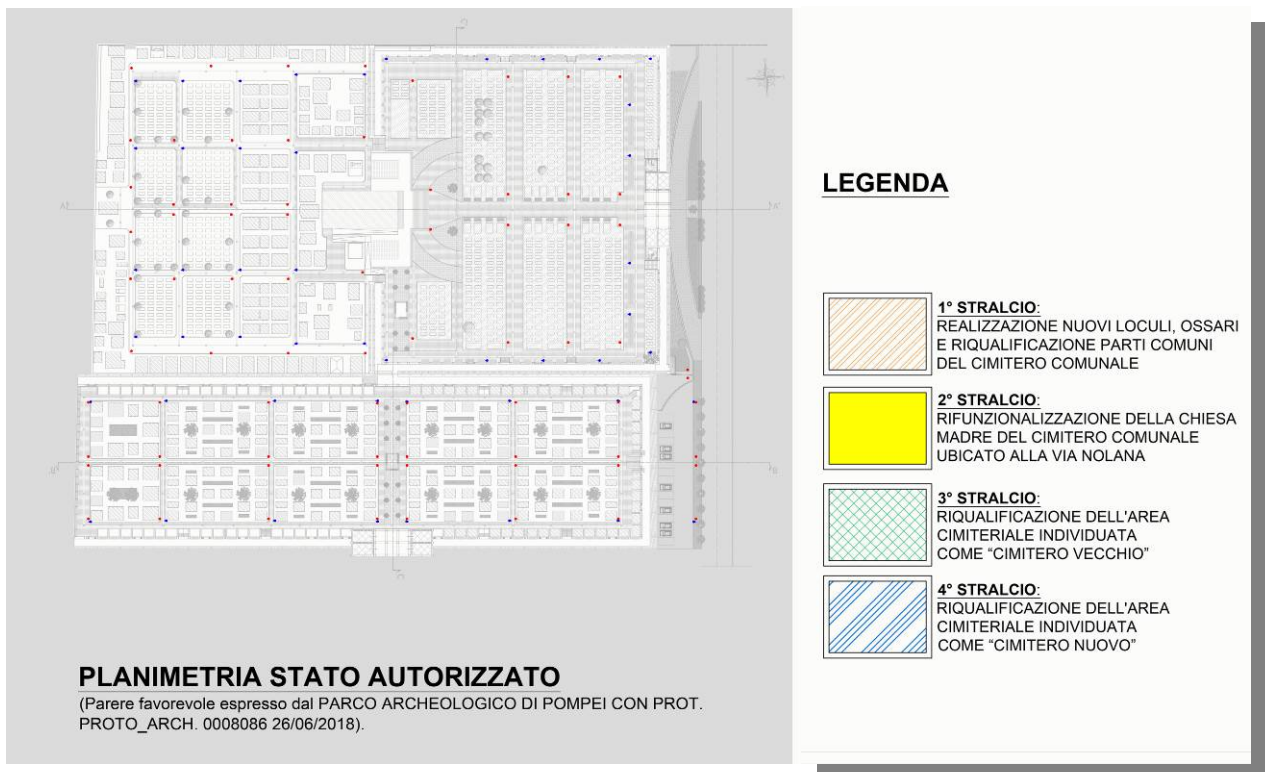 PLANIMETRIA STATO AUTORIZZATO
(Parere favorevole espresso dal PARCO ARCHEOLOGICO DI POMPEI CON PROT.
PROTO_ARCH. 0008086 26/06/2018).
LEGENDA
1° STRALCIO:
REALIZZAZIONE NUOVI LOCULI, OSSARI
E RIQUALIFICAZIONE PARTI COMUNI
DEL CIMITERO COMUNALE
2° STRALCIO:
RIFUNZIONALIZZAZIONE DELLA CHIESA
MADRE DEL CIMITERO COMUNALE
UBICATO ALLA VIA NOLANA
3° STRALCIO:
RIQUALIFICAZIONE DELL'AREA
CIMITERIALE INDIVIDUATA
COME “CIMITERO VECCHIO”
4° STRALCIO:
RIQUALIFICAZIONE DELL'AREA
CIMITERIALE INDIVIDUATA
COME “CIMITERO NUOVO”